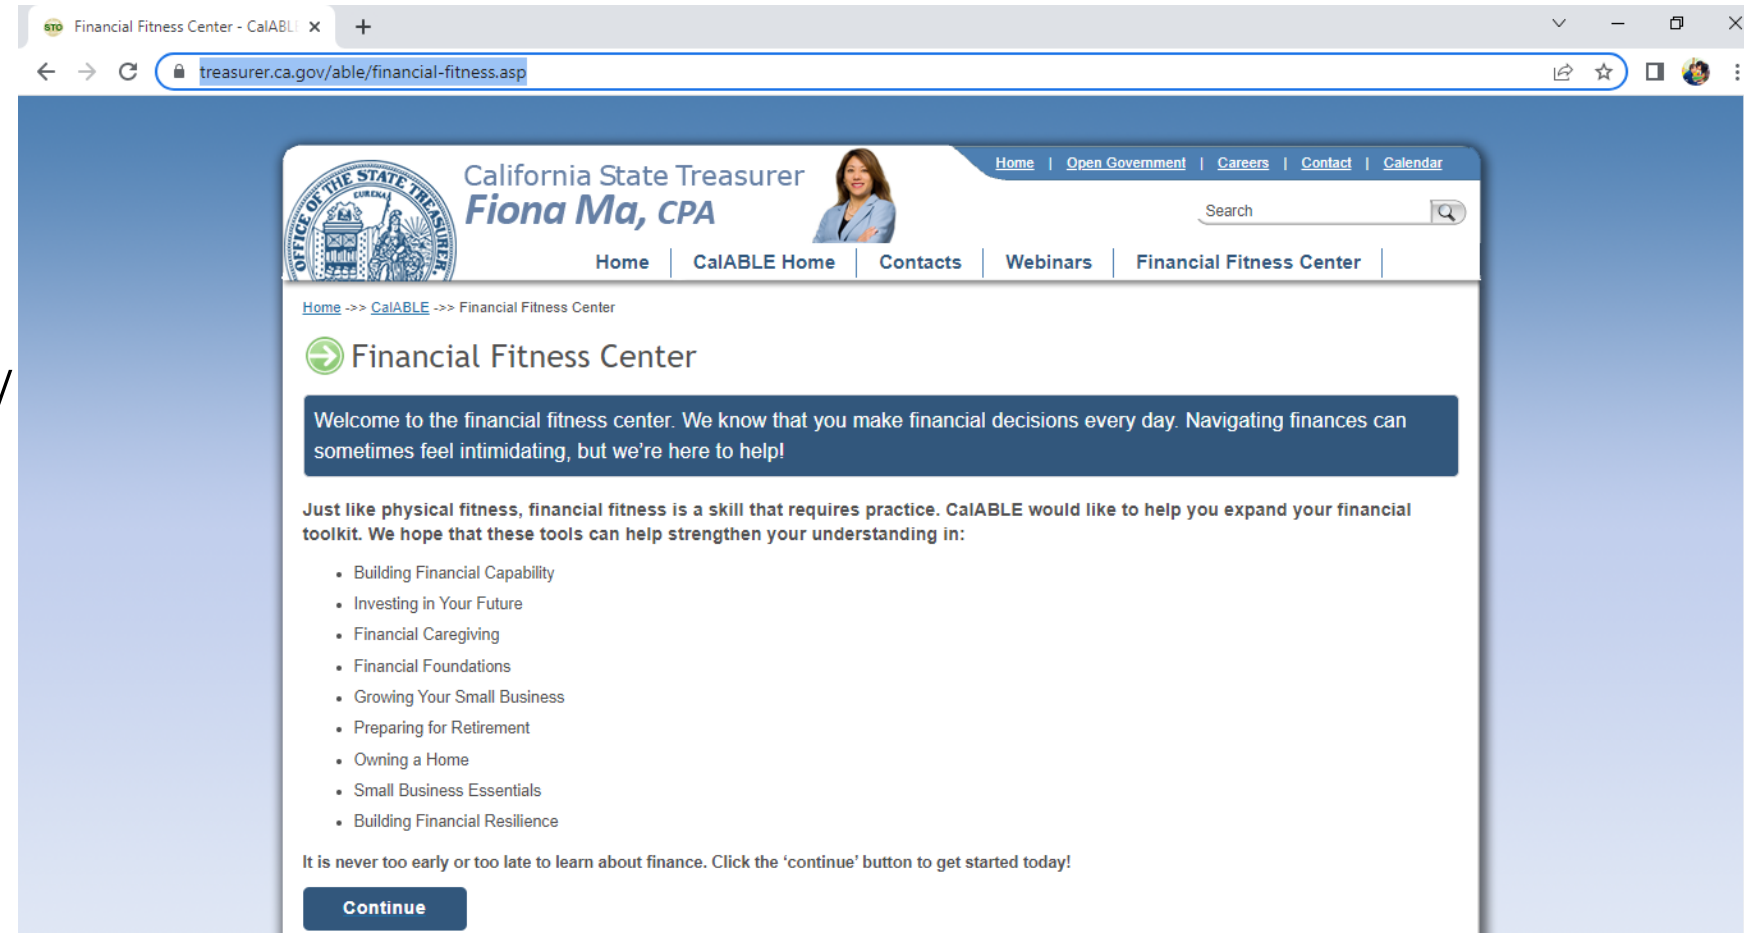 STO Financial Fitness Center - CalABL
treasurer.ca.gov/able/financial-fitness.asp
OFFICE OF THE STATE TREASURER.
EUREKA
California State Treasurer
Fiona Ma, CPA
Home | Open Government | Careers | Contact | Calendar
Search
Home CalABLE Home Contacts Webinars Financial Fitness Center
Home ->> CalABLE ->> Financial Fitness Center
Financial Fitness Center
/
Welcome to the financial fitness center. We know that you make financial decisions every day. Navigating finances can
sometimes feel intimidating, but we’re here to help!
Just like physical fitness, financial fitness is a skill that requires practice. CalABLE would like to help you expand your financial
toolkit. We hope that these tools can help strengthen your understanding in:
• Building Financial Capability
• Investing in Your Future
• Financial Caregiving
• Financial Foundations
• Growing Your Small Business
• Preparing for Retirement
• Owning a Home
• Small Business Essentials
• Building Financial Resilience
It is never too early or too late to learn about finance. Click the ‘continue’ button to get started today!
Continue